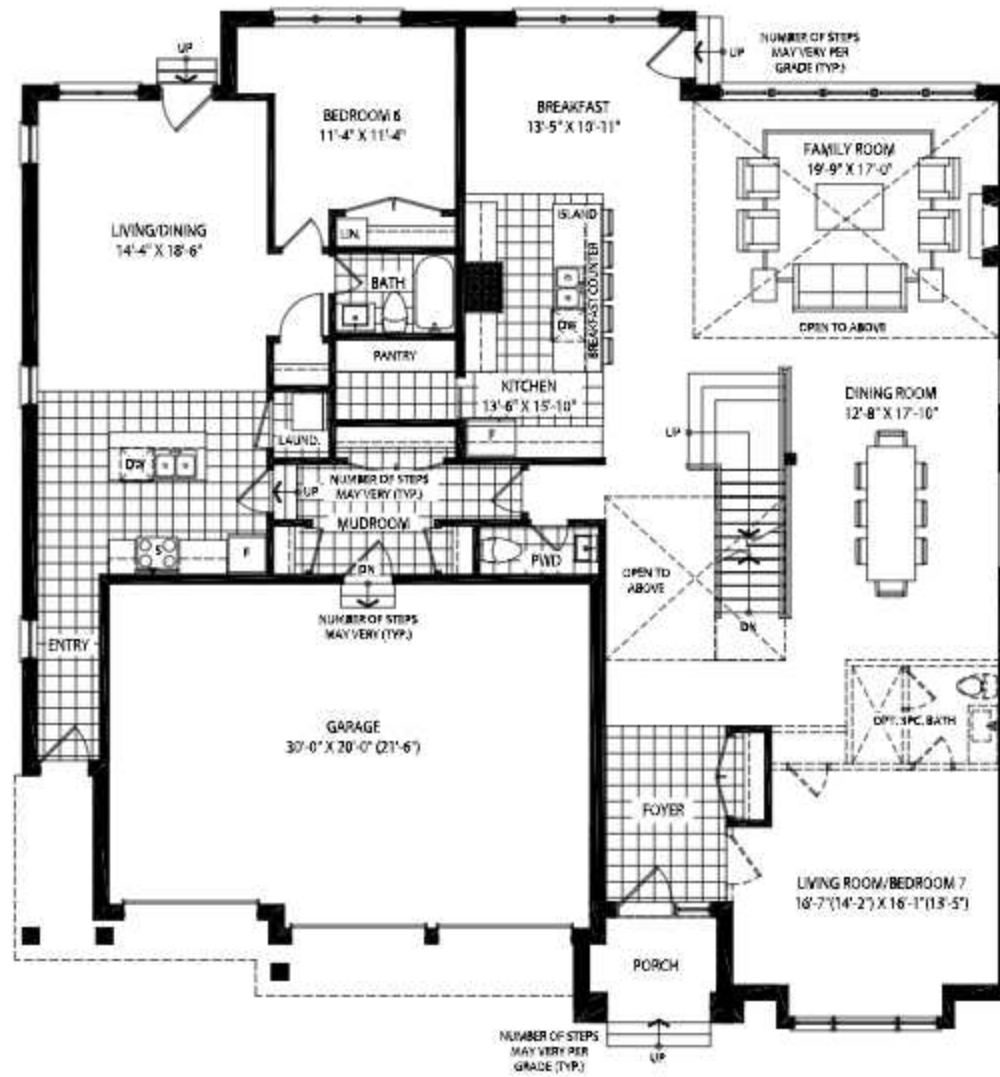 UP
NUMBER OF STEPS
MAY VERY PER
GRADE (TYP.)
UP
BEDROOM 6
11'-4" X 11'-4"
BREAKFAST
13'-5" X 10'-11"
FAMILY ROOM
19'-9" X 17'-0"
LIVING/DINING
14'-4" X 18'-6"
LIN.
ISLAND
BATH
BREAKFAST COUNTER
DW
OPEN TO ABOVE
PANTRY
KITCHEN
13'-6" X 15'-10"
DINING ROOM
12'-8" X 17'-10"
LAUND.
F
UP
DW
NUMBER OF STEPS
MAY VERY (TYP.)
UP
MUDROOM
S
F
DN
PWD
OPEN TO
ABOVE
NUMBER OF STEPS
MAY VERY (TYP.)
DN
ENTRY
GARAGE
30'-0" X 20'-0" (21'-6")
OPT. SPC. BATH
FOYER
LIVING ROOM/BEDROOM 7
16'-7"(14'-2") X 16'-1"(13'-5")
PORCH
NUMBER OF STEPS
MAY VERY PER
GRADE (TYP.)
UP